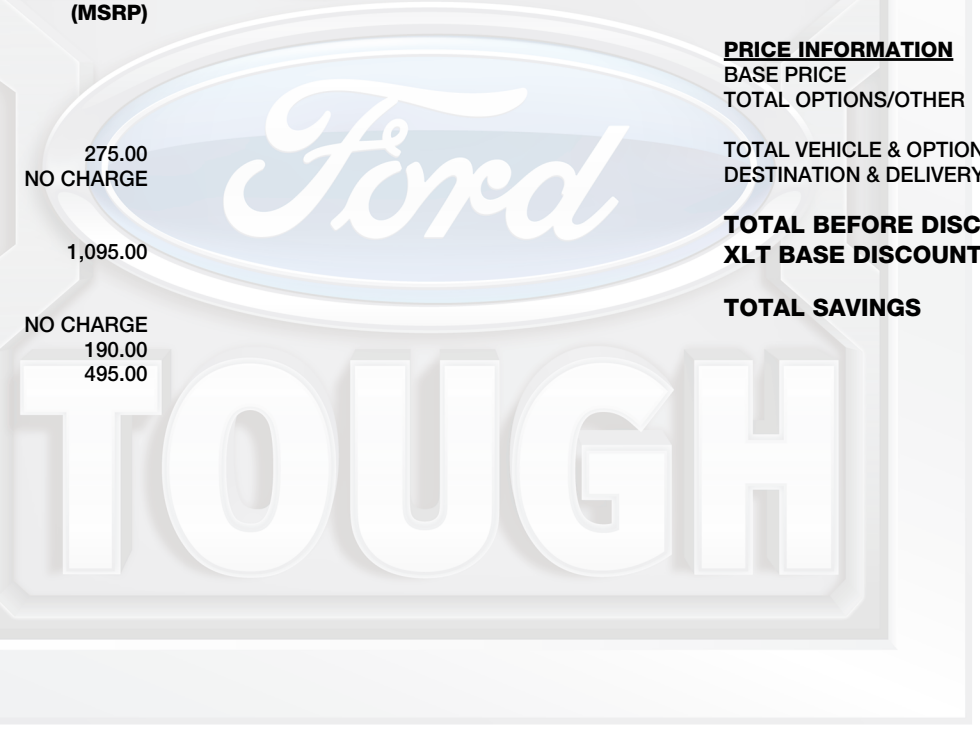 (MSRP)
275.00
NO CHARGE
1,095.00
NO CHARGE
190.00
495.00
PRICE INFORMATION
BASE PRICE
TOTAL OPTIONS/OTHER
TOTAL VEHICLE & OPTION
DESTINATION & DELIVERY
TOTAL BEFORE DISC
XLT BASE DISCOUNT
TOTAL SAVINGS
Ford
TOUGH